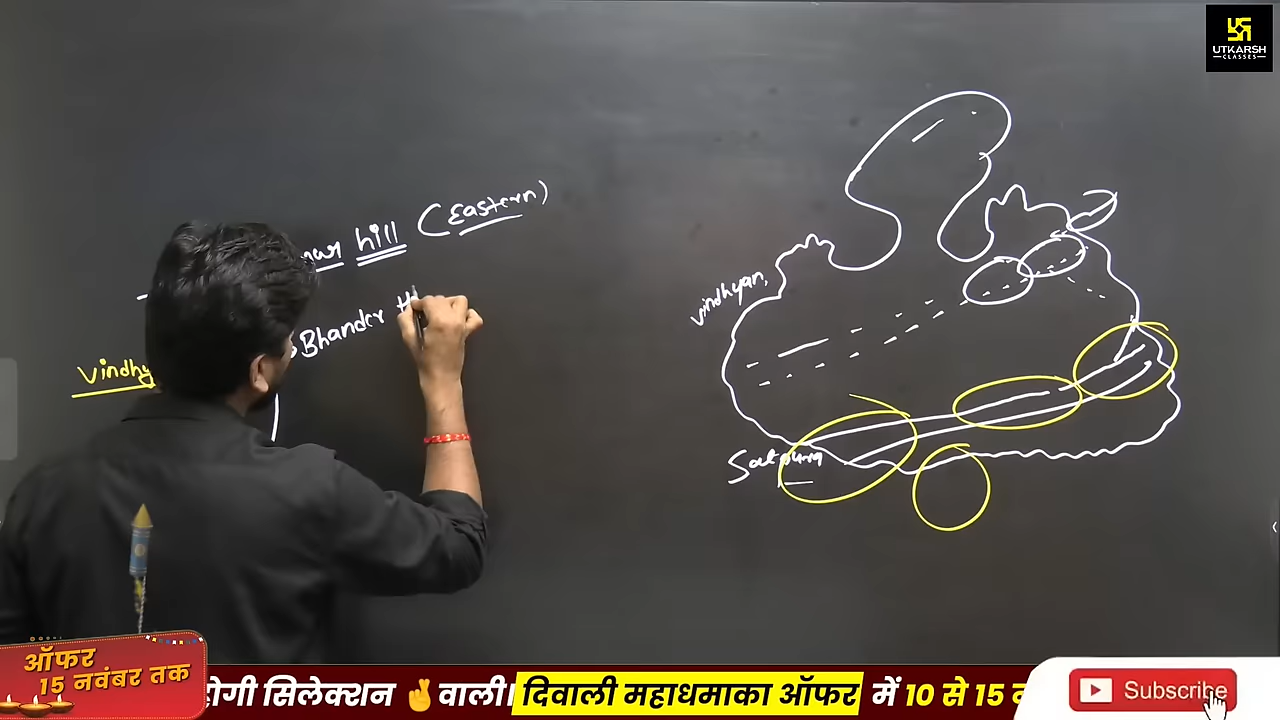 UTKARSH
CLASSES
hill (Eastern)
Bhander
Vindhyan
Satpura
ऑफर
15 नवंबर तक
सिलेक्शन वाली दिवाली महाधमाका ऑफर में 10 से 15
Subscribe